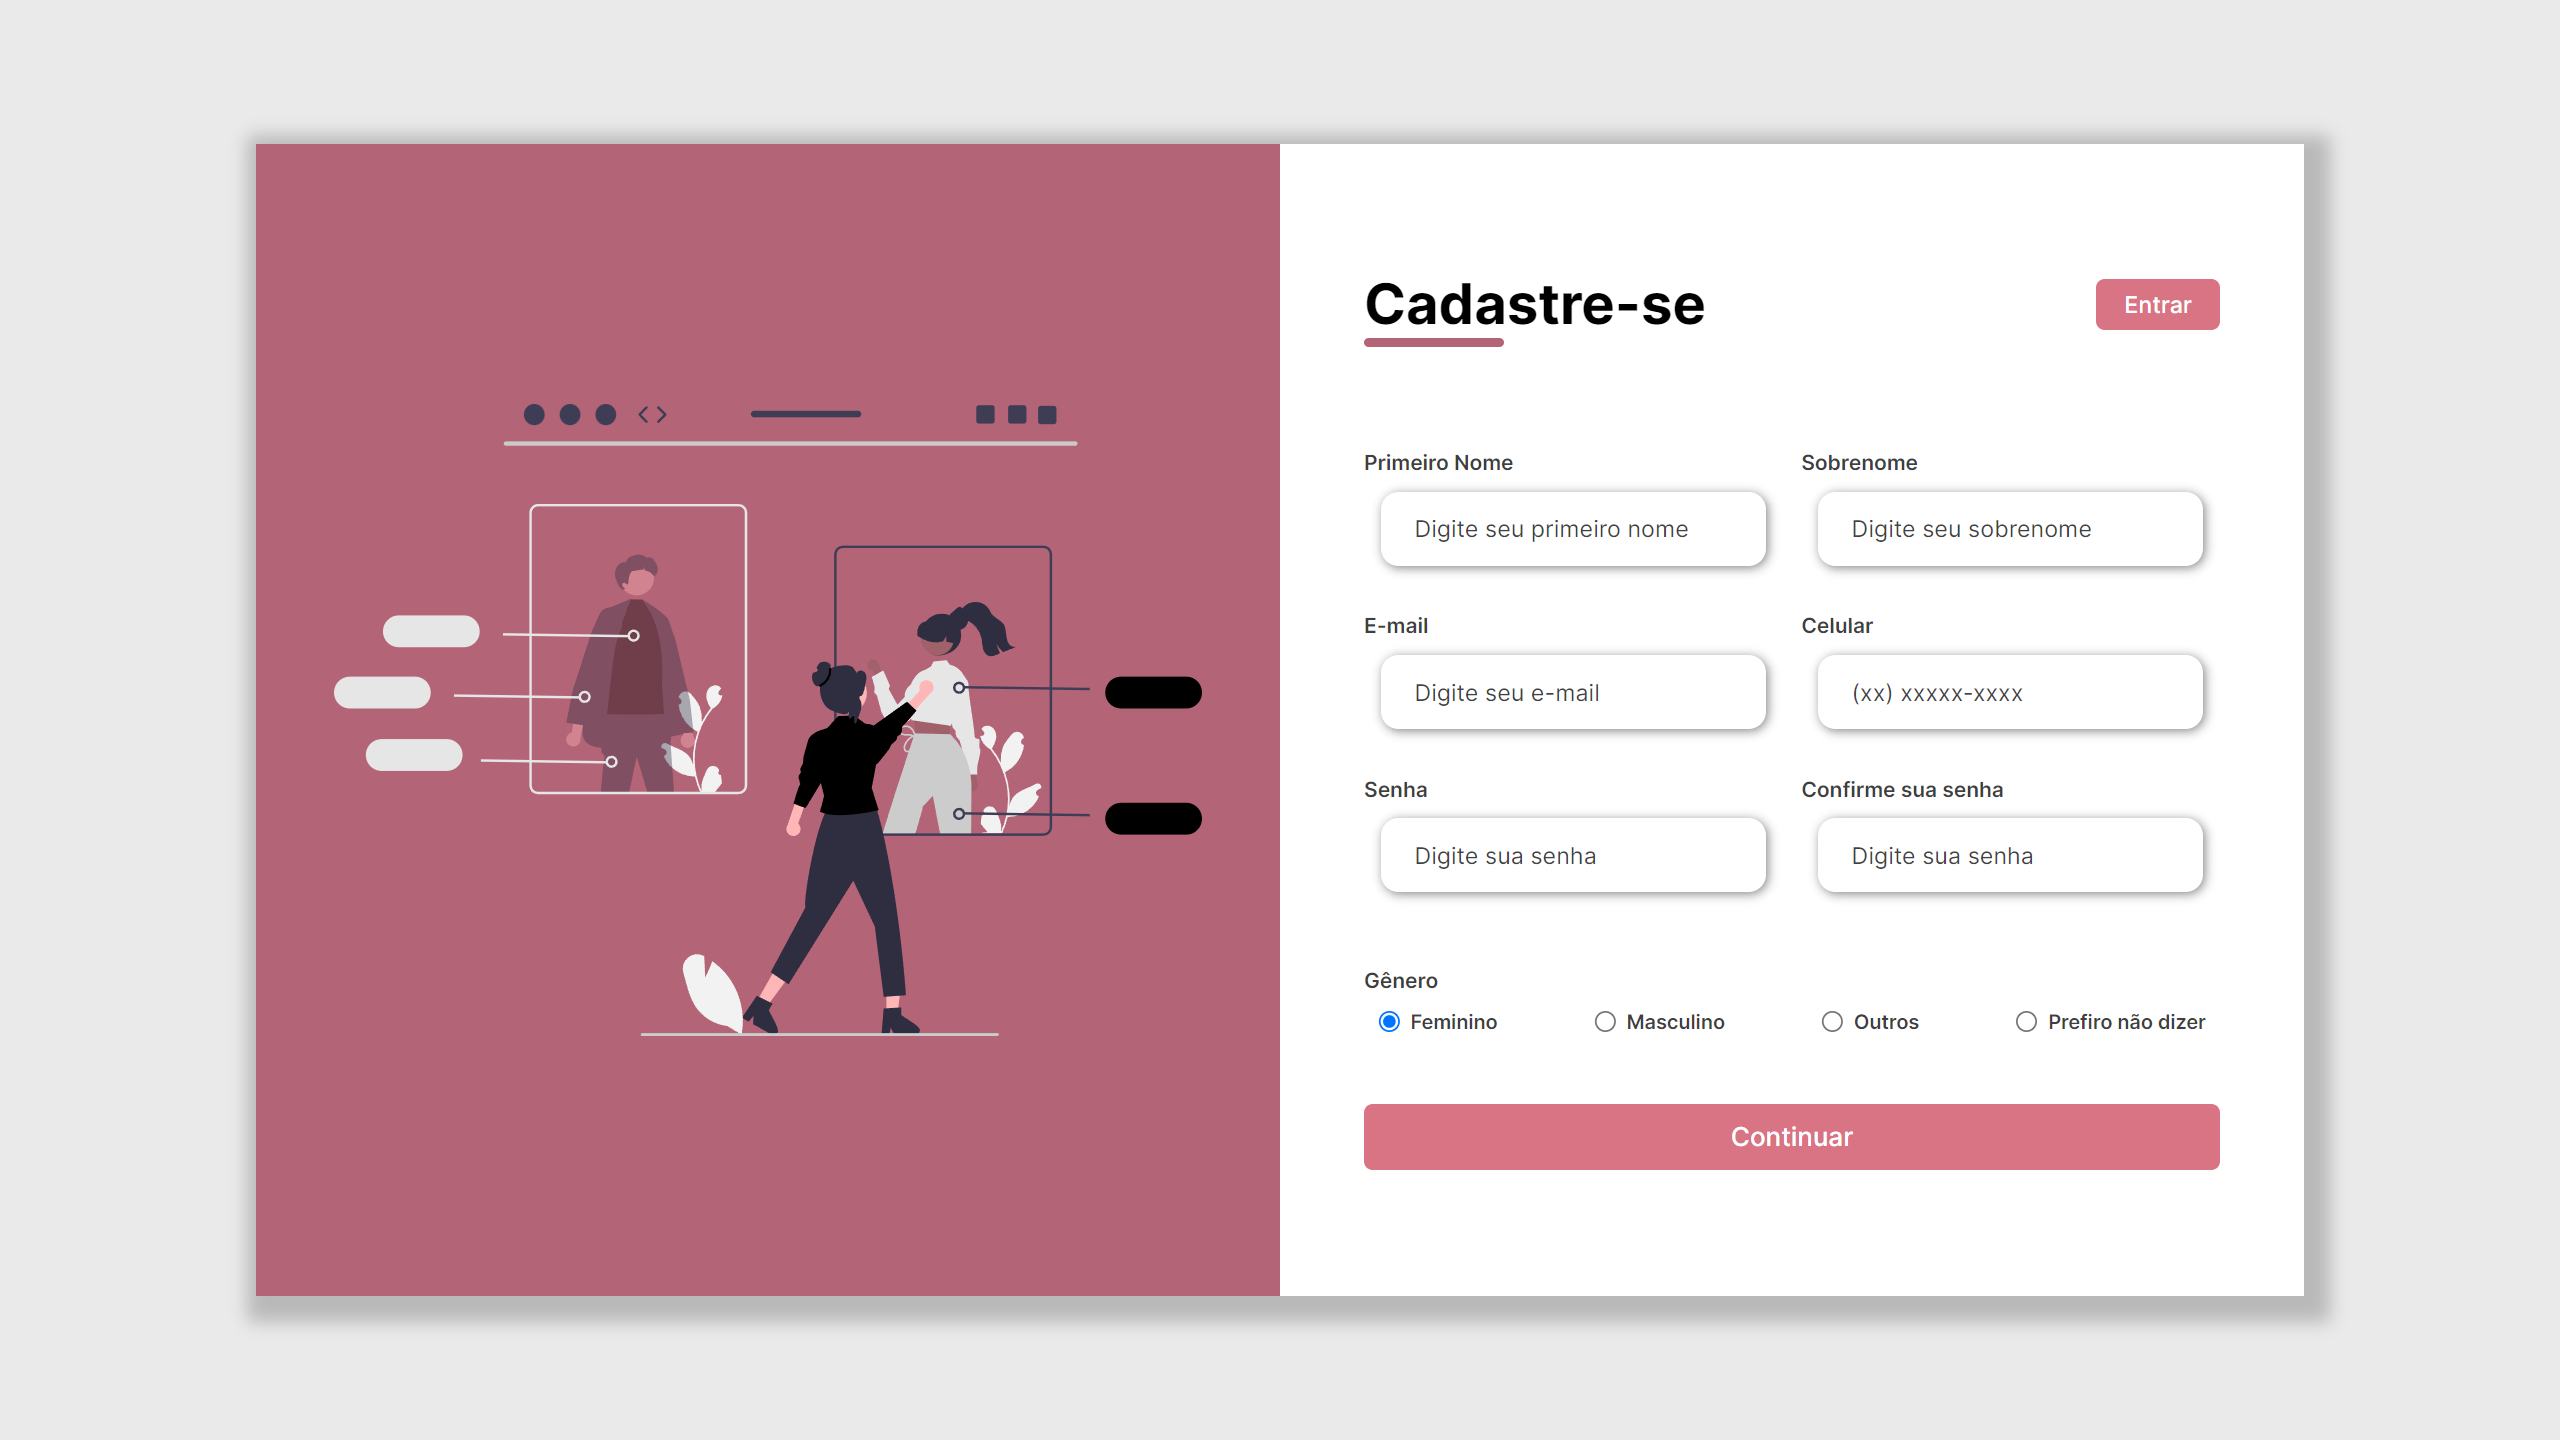 Cadastre-se
Entrar
Primeiro Nome
Sobrenome
Digite seu primeiro nome
Digite seu sobrenome
E-mail
Celular
Digite seu e-mail
(xx) xxxxx-xxxx
Senha
Confirme sua senha
Digite sua senha
Digite sua senha
Gênero
Feminino
Masculino
Outros
Prefiro não dizer
Continuar